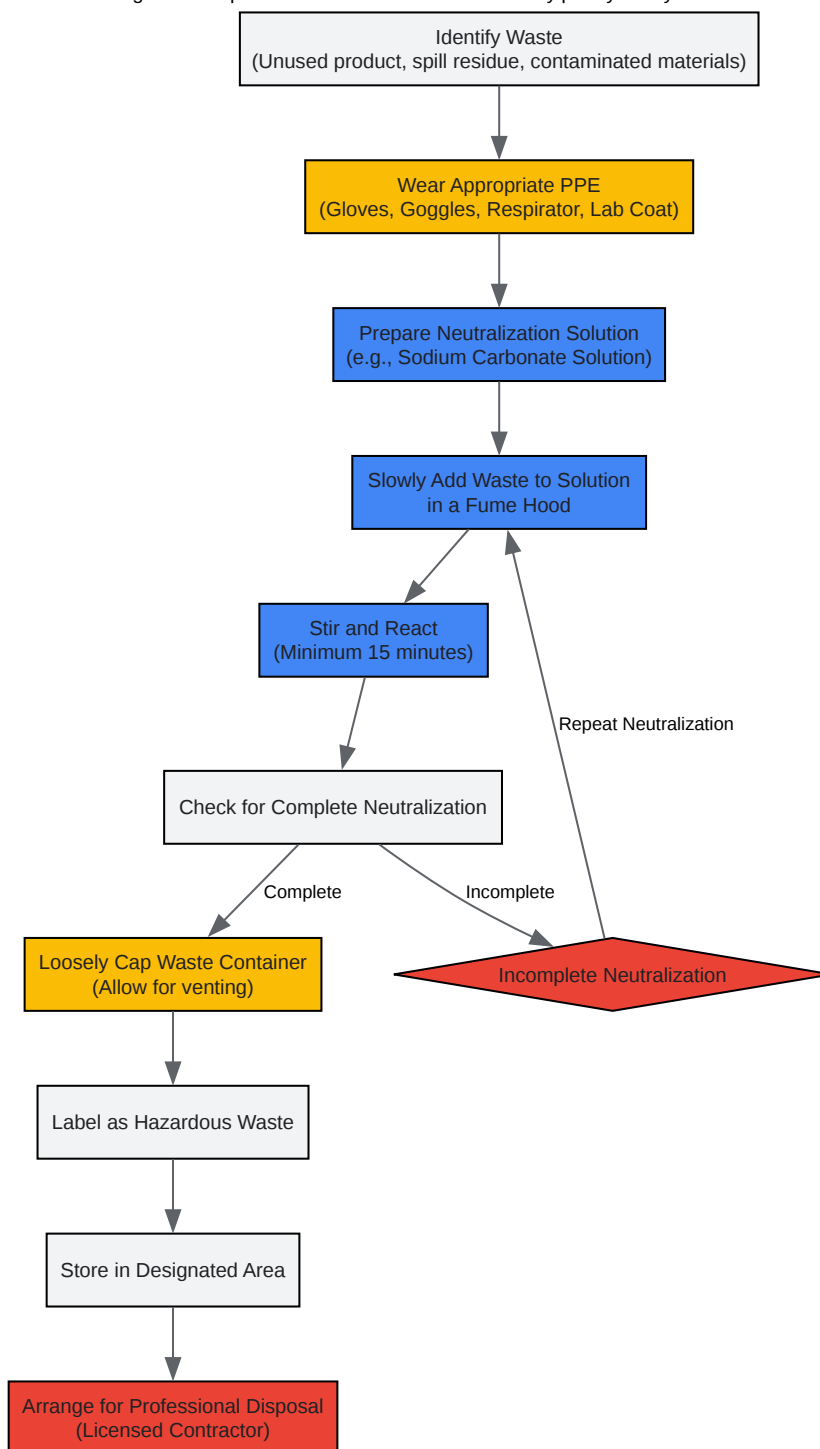 Identify Waste
(Unused product, spill residue, contaminated materials)
Wear Appropriate PPE
(Gloves, Goggles, Respirator, Lab Coat)
Prepare Neutralization Solution
(e.g., Sodium Carbonate Solution)
Slowly Add Waste to Solution
in a Fume Hood
Stir and React
(Minimum 15 minutes)
Repeat Neutralization
Check for Complete Neutralization
Complete
Incomplete
Loosely Cap Waste Container
(Allow for venting)
Incomplete Neutralization
Label as Hazardous Waste
Store in Designated Area
Arrange for Professional Disposal
(Licensed Contractor)